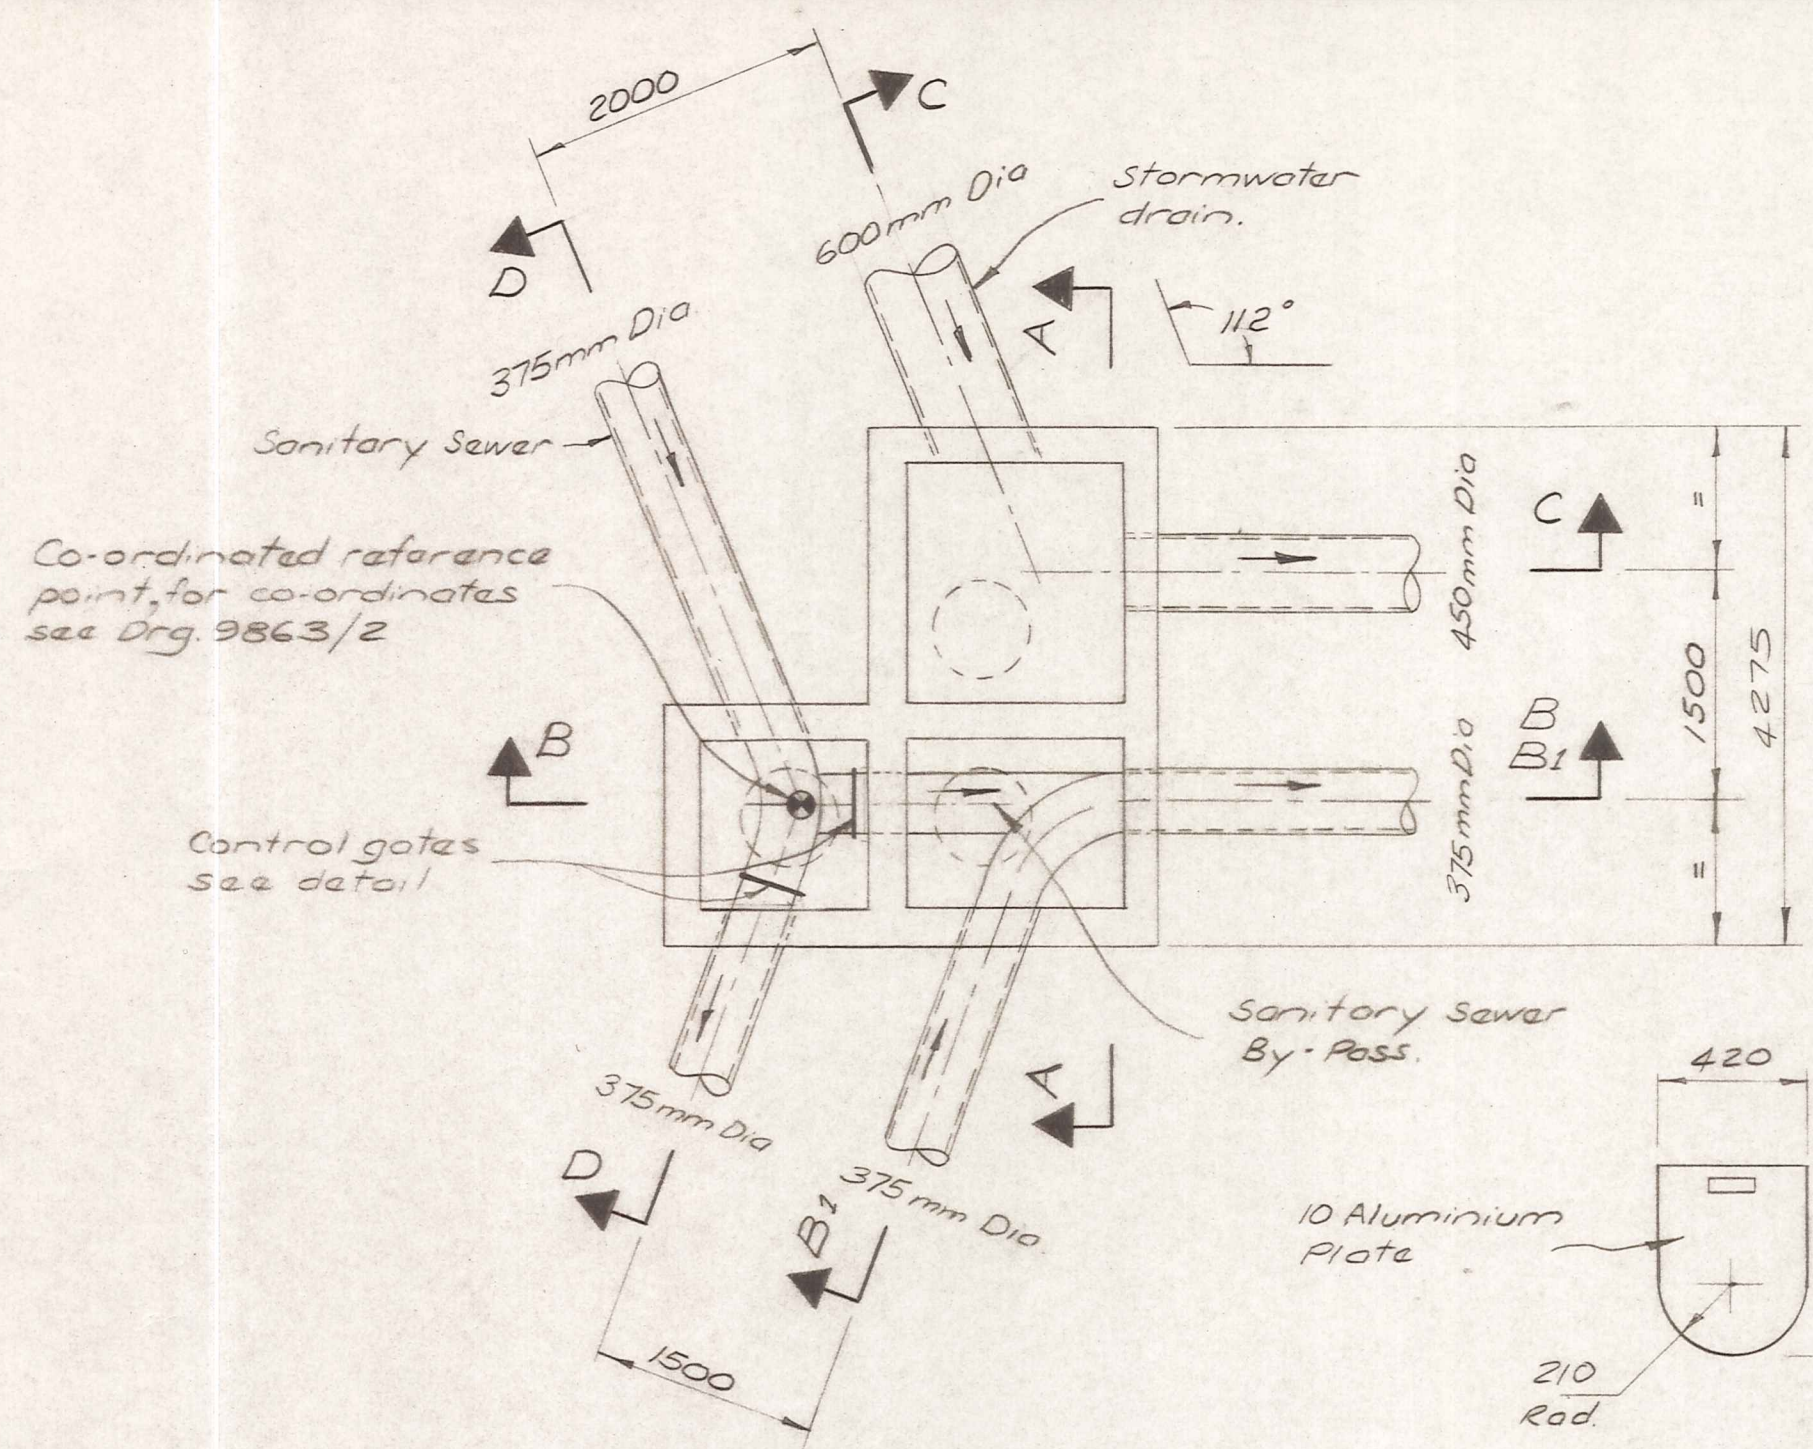 2000
C
600mm Dia
Stormwater
drain.
D
375mm Dia.
A
112°
Sanitary Sewer
Co-ordinated reference
point, for co-ordinates
see Drg. 9863/2
450mm Dia
C
=
1500
4275
B
B
B1
375mm Dia
=
Control gates
see detail
Sanitary Sewer
By-Pass.
A
375mm Dia
D
375mm Dia.
B1
1500
420
10 Aluminium
Plate
210
Rad.